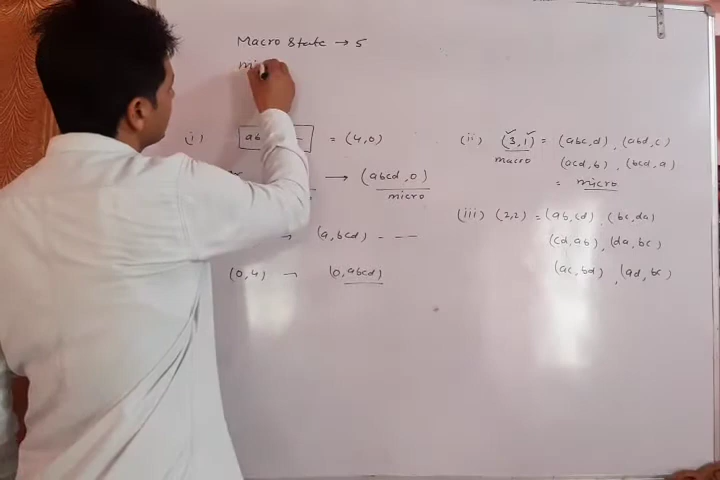 Macro State → 5
mi
(i) ab = (4,0)
→ (abcd, 0)
micro
→ (a, bcd) - —
(0,4) → (0, abcd)
(ii) (3,1) = (abc,d), (abd, c)
macro (acd, b), (bcd, a)
= micro
(iii) (2,2) = (ab, cd), (bc, da)
(cd, ab), (da, bc)
(ac, bd), (ad, bc)